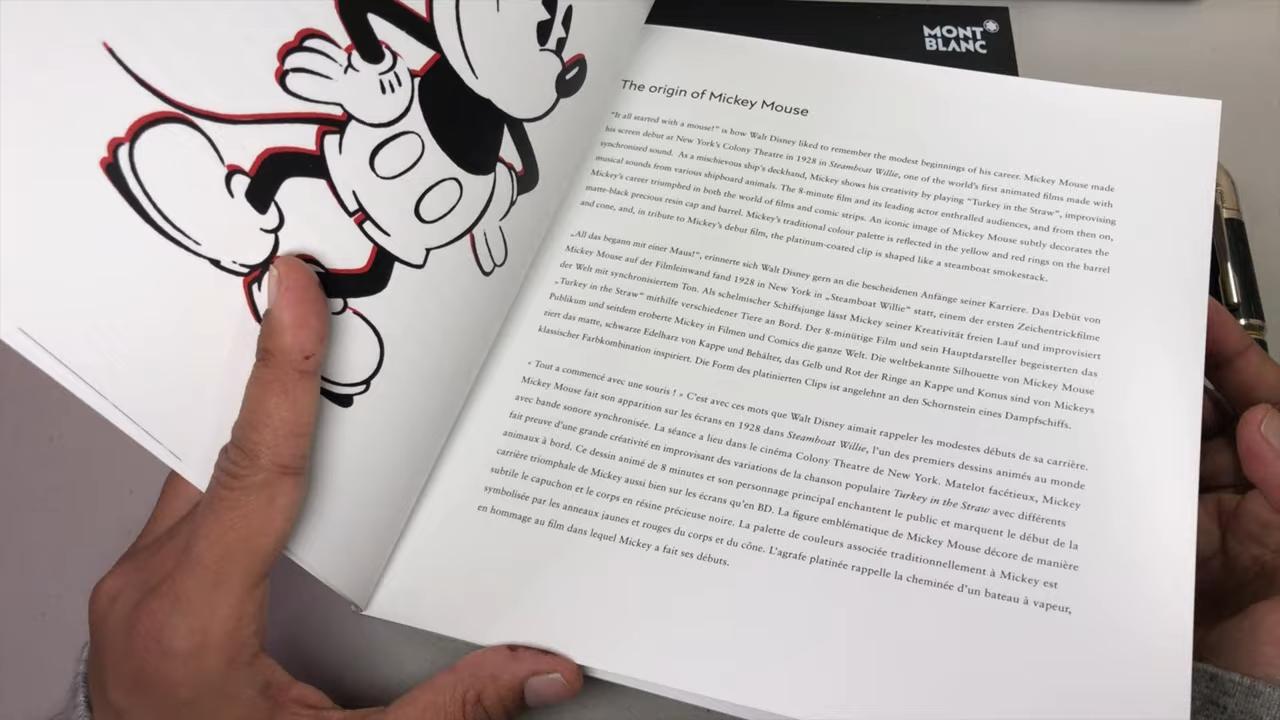 MONT
BLANC
The origin of Mickey Mouse
“It all started with a mouse!” is how Walt Disney liked to remember the modest beginnings of his career. Mickey Mouse made
his screen debut at New York’s Colony Theatre in 1928 in Steamboat Willie, one of the world’s first animated films made with
synchronized sound. As a mischievous ship’s deckhand, Mickey shows his creativity by playing “Turkey in the Straw”, improvising
musical sounds from various shipboard animals. The 8-minute film and its leading actor enthralled audiences, and from then on,
Mickey’s career triumphed in both the world of films and comic strips. An iconic image of Mickey Mouse subtly decorates the
matte-black precious resin cap and barrel. Mickey’s traditional colour palette is reflected in the yellow and red rings on the barrel
and cone, and, in tribute to Mickey’s debut film, the platinum-coated clip is shaped like a steamboat smokestack.
„All das begann mit einer Maus!“, erinnerte sich Walt Disney gern an die bescheidenen Anfänge seiner Karriere. Das Debüt von
Mickey Mouse auf der Filmleinwand fand 1928 in New York in „Steamboat Willie“ statt, einem der ersten Zeichentrickfilme
der Welt mit synchronisiertem Ton. Als schelmischer Schiffsjunge lässt Mickey seiner Kreativität freien Lauf und improvisiert
„Turkey in the Straw“ mithilfe verschiedener Tiere an Bord. Der 8-minütige Film und sein Hauptdarsteller begeisterten das
Publikum und seitdem eroberte Mickey in Filmen und Comics die ganze Welt. Die weltbekannte Silhouette von Mickey Mouse
ziert das matte, schwarze Edelharz von Kappe und Behälter, das Gelb und Rot der Ringe an Kappe und Konus sind von Mickeys
klassischer Farbkombination inspiriert. Die Form des platinierten Clips ist angelehnt an den Schornstein eines Dampfschiffs.
« Tout a commencé avec une souris ! » C’est avec ces mots que Walt Disney aimait rappeler les modestes débuts de sa carrière.
Mickey Mouse fait son apparition sur les écrans en 1928 dans Steamboat Willie, l’un des premiers dessins animés au monde
avec bande sonore synchronisée. La séance a lieu dans le cinéma Colony Theatre de New York. Matelot facétieux, Mickey
fait preuve d’une grande créativité en improvisant des variations de la chanson populaire Turkey in the Straw avec différents
animaux à bord. Ce dessin animé de 8 minutes et son personnage principal enchantent le public et marquent le début de la
carrière triomphale de Mickey aussi bien sur les écrans qu’en BD. La figure emblématique de Mickey Mouse décore de manière
subtile le capuchon et le corps en résine précieuse noire. La palette de couleurs associée traditionnellement à Mickey est
symbolisée par les anneaux jaunes et rouges du corps et du cône. L’agrafe platinée rappelle la cheminée d’un bateau à vapeur,
en hommage au film dans lequel Mickey a fait ses débuts.